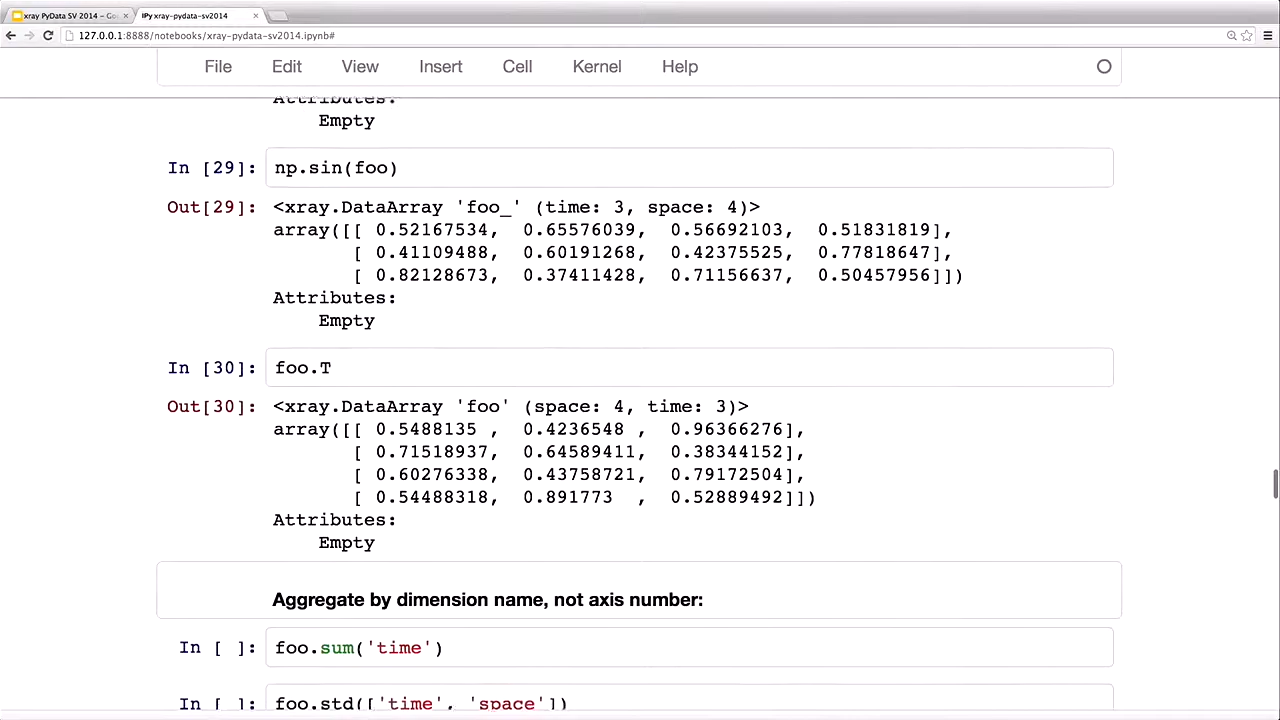 xray PyData SV 2014 – Go
IPy xray-pydata-sv2014
127.0.0.1:8888/notebooks/xray-pydata-sv2014.ipynb#
File Edit View Insert Cell Kernel Help
Attributes:
Empty
In [29]: np.sin(foo)
Out[29]: <xray.DataArray 'foo_' (time: 3, space: 4)>
array([[ 0.52167534, 0.65576039, 0.56692103, 0.51831819],
[ 0.41109488, 0.60191268, 0.42375525, 0.77818647],
[ 0.82128673, 0.37411428, 0.71156637, 0.50457956]])
Attributes:
Empty
In [30]: foo.T
Out[30]: <xray.DataArray 'foo' (space: 4, time: 3)>
array([[ 0.5488135 , 0.4236548 , 0.96366276],
[ 0.71518937, 0.64589411, 0.38344152],
[ 0.60276338, 0.43758721, 0.79172504],
[ 0.54488318, 0.891773 , 0.52889492]])
Attributes:
Empty
Aggregate by dimension name, not axis number:
In [ ]: foo.sum('time')
In [ ]: foo.std(['time', 'space'])